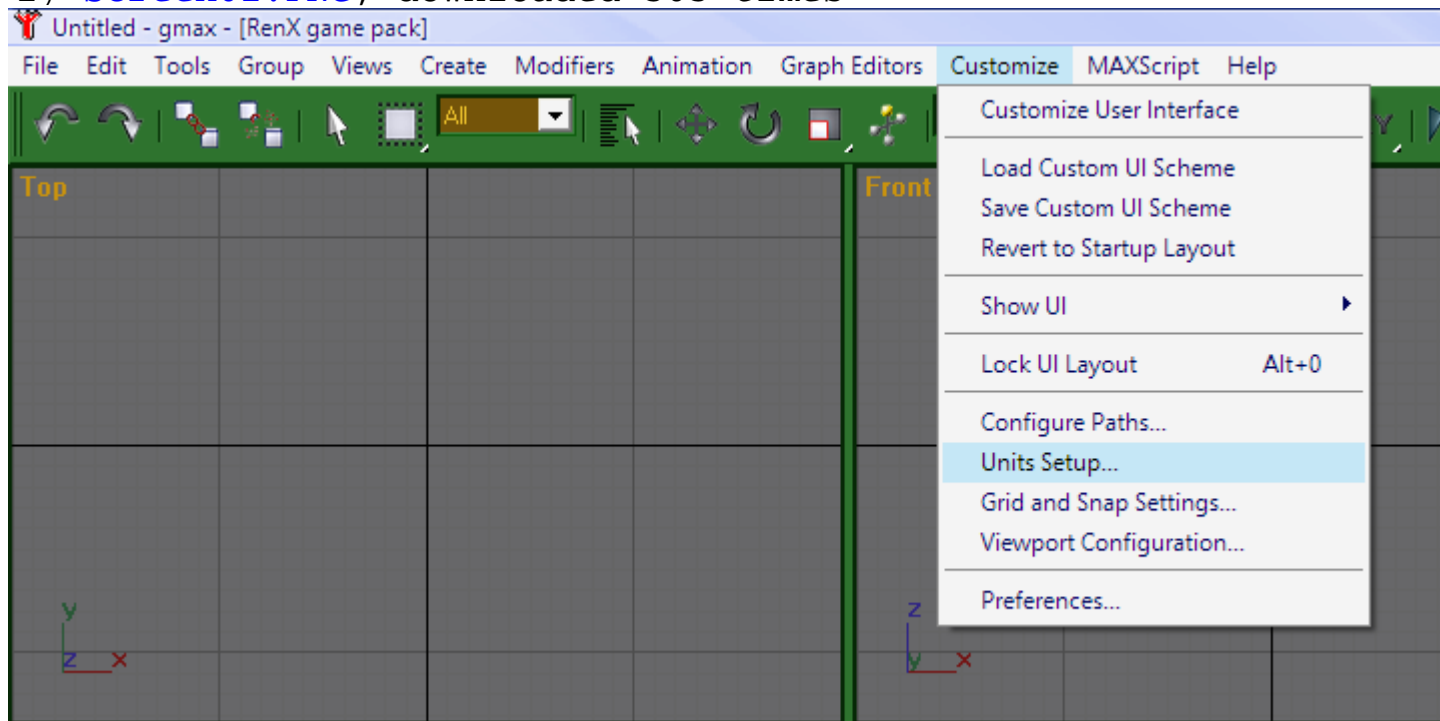 Untitled - gmax - [RenX game pack]
File Edit Tools Group Views Create Modifiers Animation Graph Editors Customize MAXScript Help
All
Y
Top
Front
Customize User Interface
Load Custom UI Scheme
Save Custom UI Scheme
Revert to Startup Layout
Show UI
Lock UI Layout Alt+0
Configure Paths...
Units Setup...
Grid and Snap Settings...
Viewport Configuration...
Preferences...
y
z x
z
y x